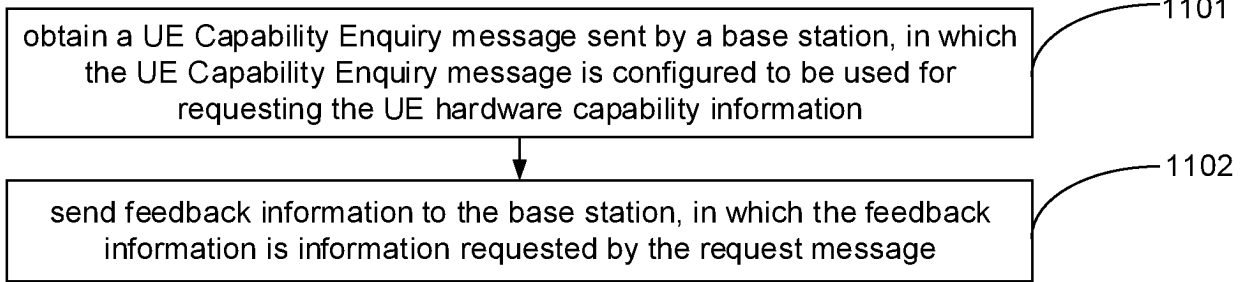 1101
obtain a UE Capability Enquiry message sent by a base station, in which
the UE Capability Enquiry message is configured to be used for
requesting the UE hardware capability information
1102
send feedback information to the base station, in which the feedback
information is information requested by the request message